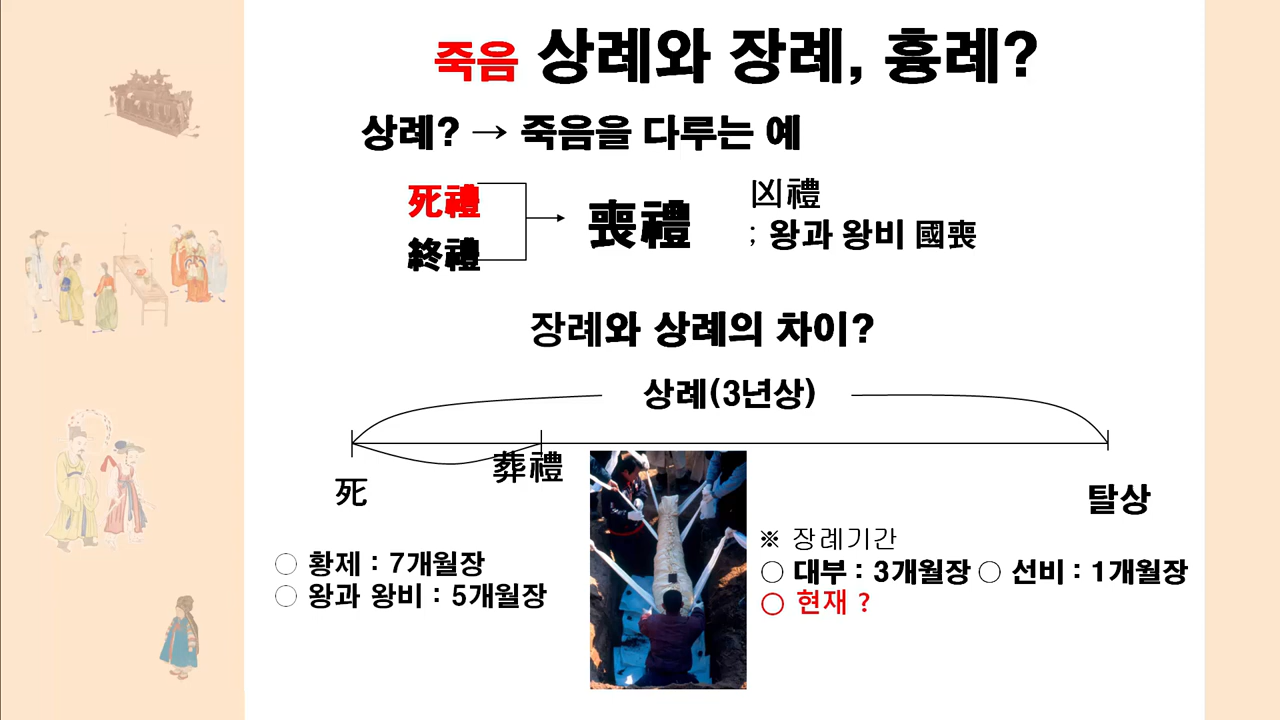 죽음 상례와 장례, 흉례?
상례? → 죽음을 다루는 예
死禮
終禮
喪禮
凶禮
; 왕과 왕비 國喪
장례와 상례의 차이?
상례(3년상)
死
葬禮
탈상
○ 황제 : 7개월장
○ 왕과 왕비 : 5개월장
※ 장례기간
○ 대부 : 3개월장 ○ 선비 : 1개월장
○ 현재 ?